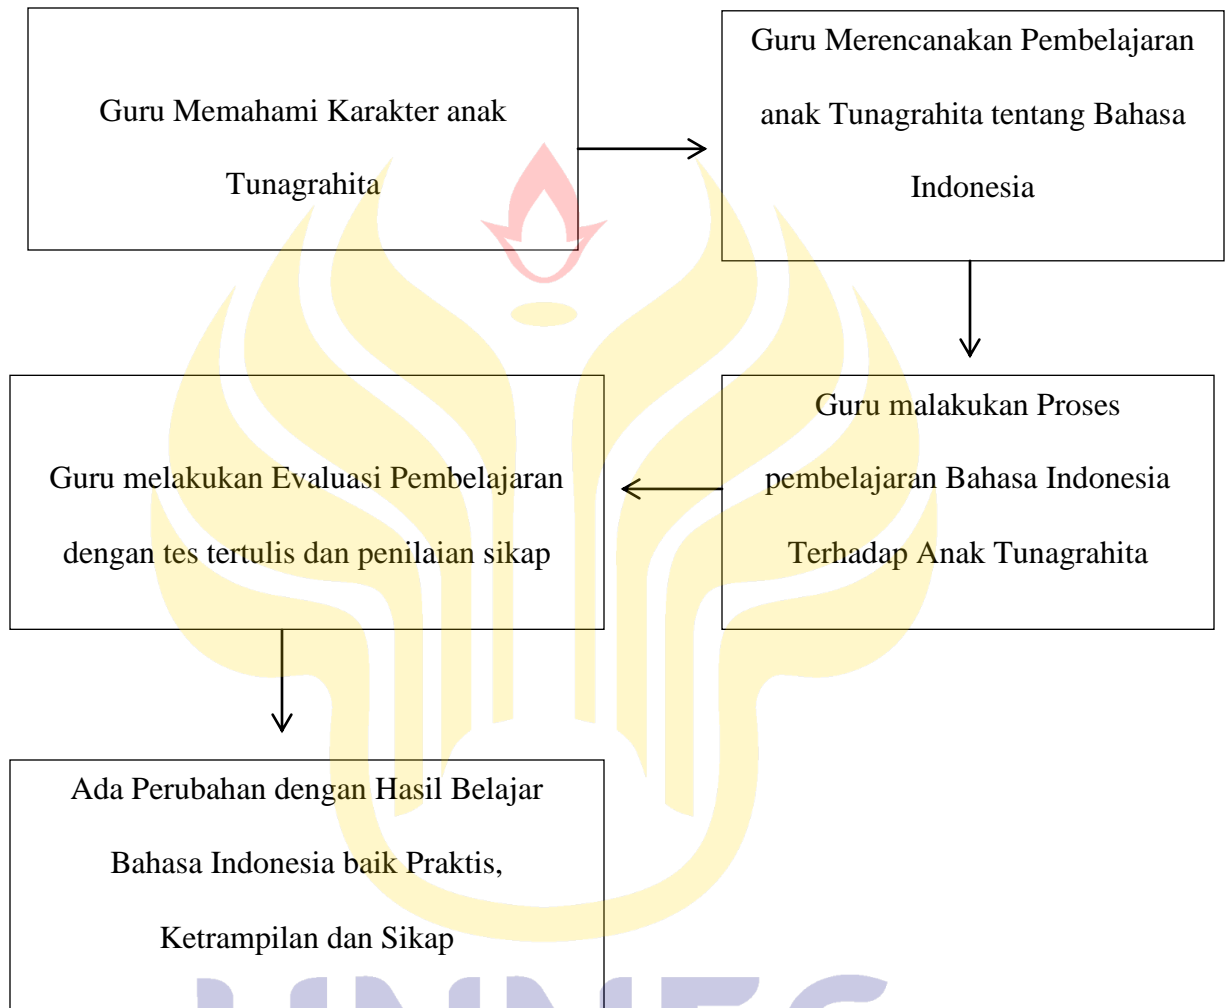 Guru Memahami Karakter anak
Tunagrahita
Guru Merencanakan Pembelajaran
anak Tunagrahita tentang Bahasa
Indonesia
Guru malakukan Proses
pembelajaran Bahasa Indonesia
Terhadap Anak Tunagrahita
Guru melakukan Evaluasi Pembelajaran
dengan tes tertulis dan penilaian sikap
Ada Perubahan dengan Hasil Belajar
Bahasa Indonesia baik Praktis,
Ketrampilan dan Sikap
UNNES